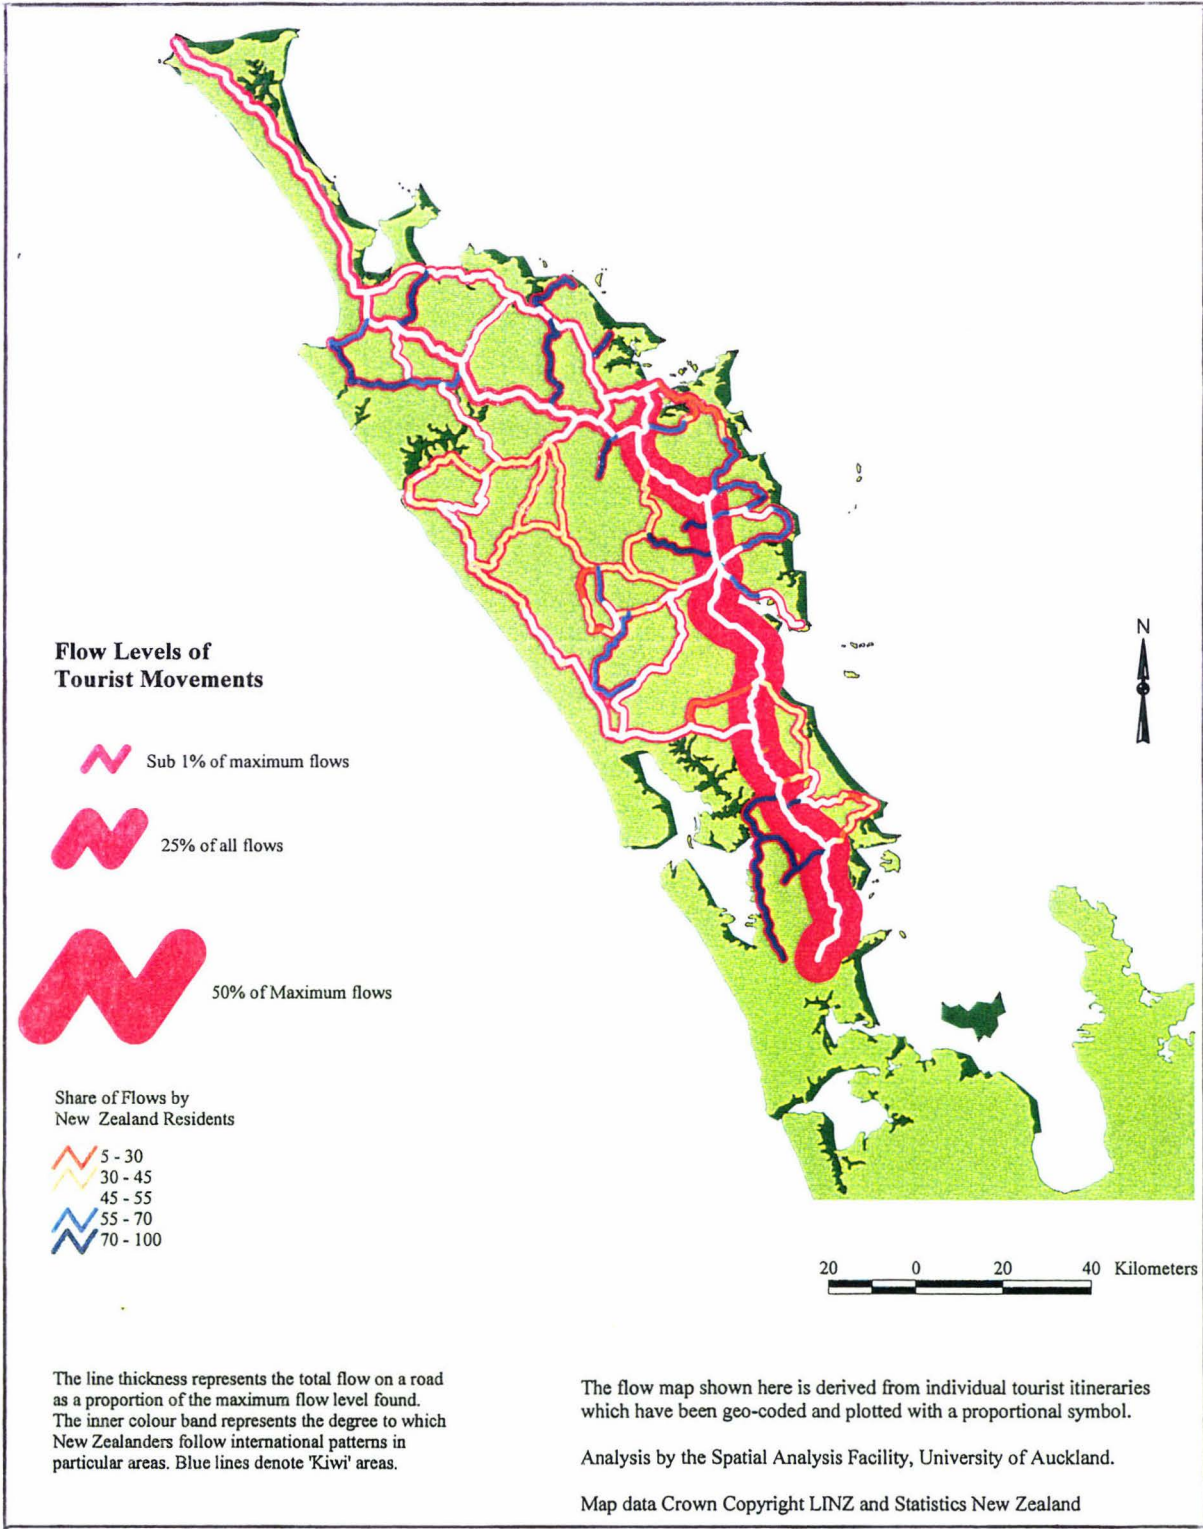 Flow Levels of
Tourist Movements
Sub 1% of maximum flows
25% of all flows
50% of Maximum flows
Share of Flows by
New Zealand Residents
5 - 30
30 - 45
45 - 55
55 - 70
70 - 100
N
20 0 20 40 Kilometers
The line thickness represents the total flow on a road
as a proportion of the maximum flow level found.
The inner colour band represents the degree to which
New Zealanders follow international patterns in
particular areas. Blue lines denote 'Kiwi' areas.
The flow map shown here is derived from individual tourist itineraries
which have been geo-coded and plotted with a proportional symbol.
Analysis by the Spatial Analysis Facility, University of Auckland.
Map data Crown Copyright LINZ and Statistics New Zealand